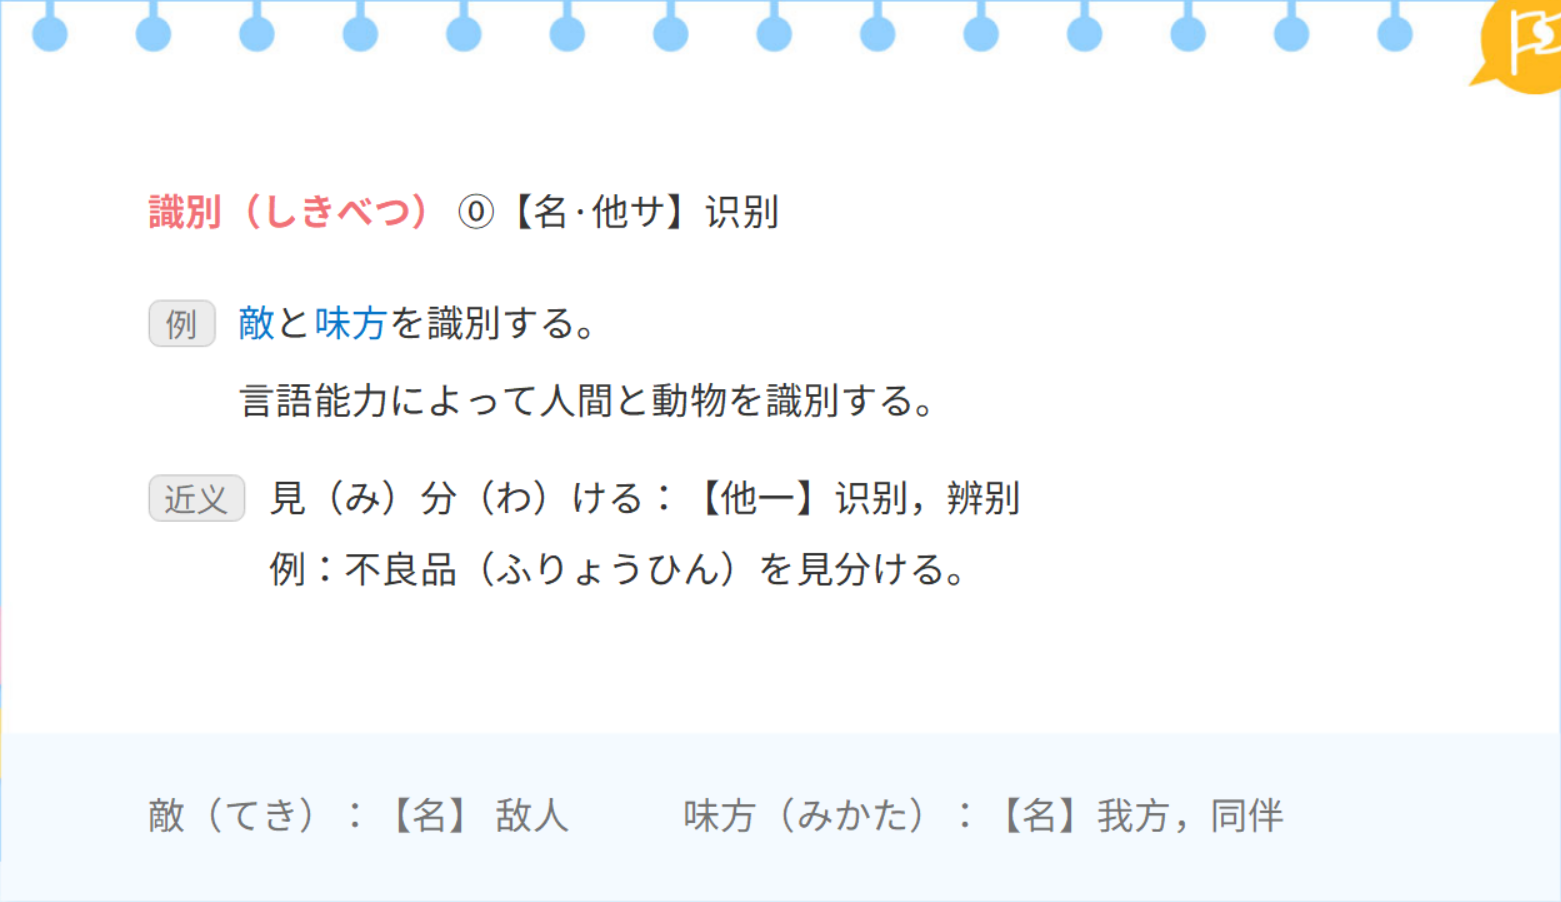 識別（しきべつ） ⓪【名·他サ】识别
例 敵と味方を識別する。
言語能力によって人間と動物を識別する。
近义 見（み）分（わ）ける：【他一】识别，辨别
例：不良品（ふりょうひん）を見分ける。
敵（てき）：【名】 敌人 味方（みかた）：【名】我方，同伴